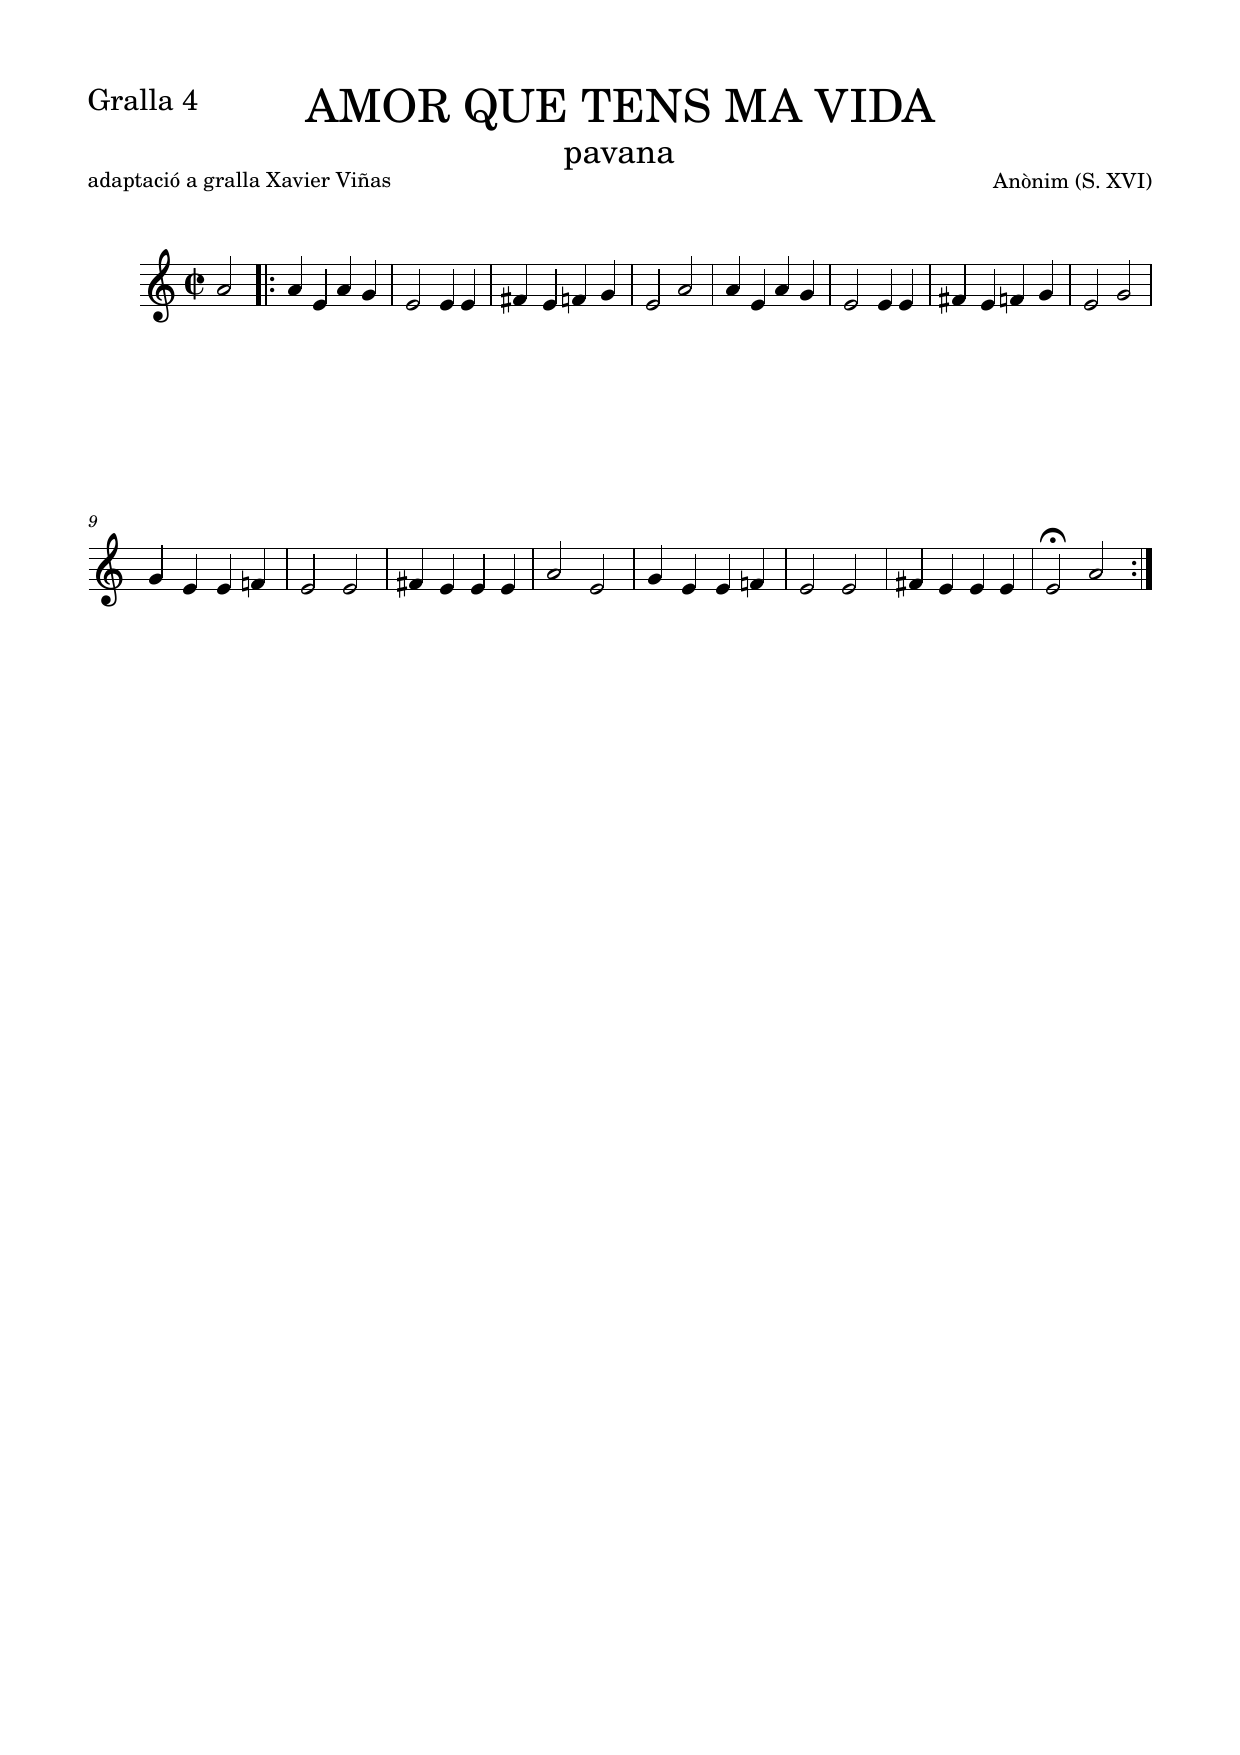 Gralla 4
AMOR QUE TENS MA VIDA
pavana
adaptació a gralla Xavier Viñas
Anònim (S. XVI)
9